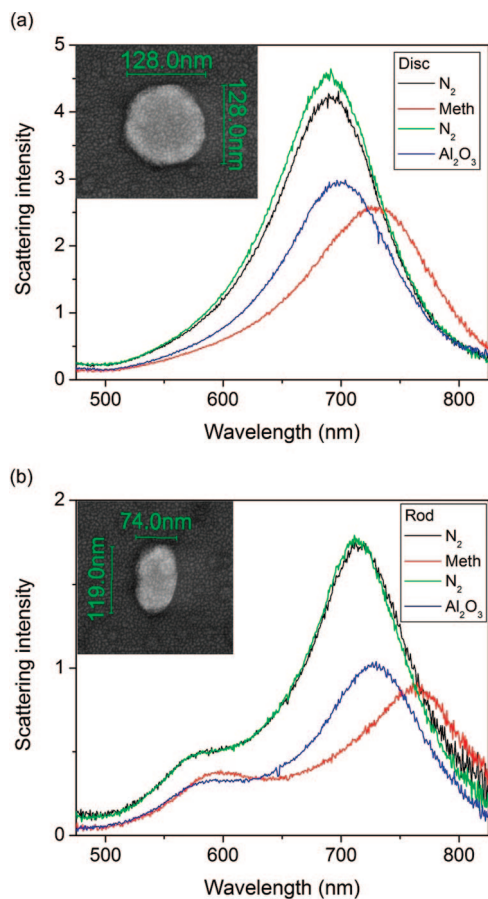 (a)
128.0nm
128.0nm
Disc
N₂
Meth
N₂
Al₂O₃
Scattering intensity
5
4
3
2
1
0
500 600 700 800
Wavelength (nm)
(b)
74.0nm
119.0nm
Rod
N₂
Meth
N₂
Al₂O₃
Scattering intensity
2
1
0
500 600 700 800
Wavelength (nm)